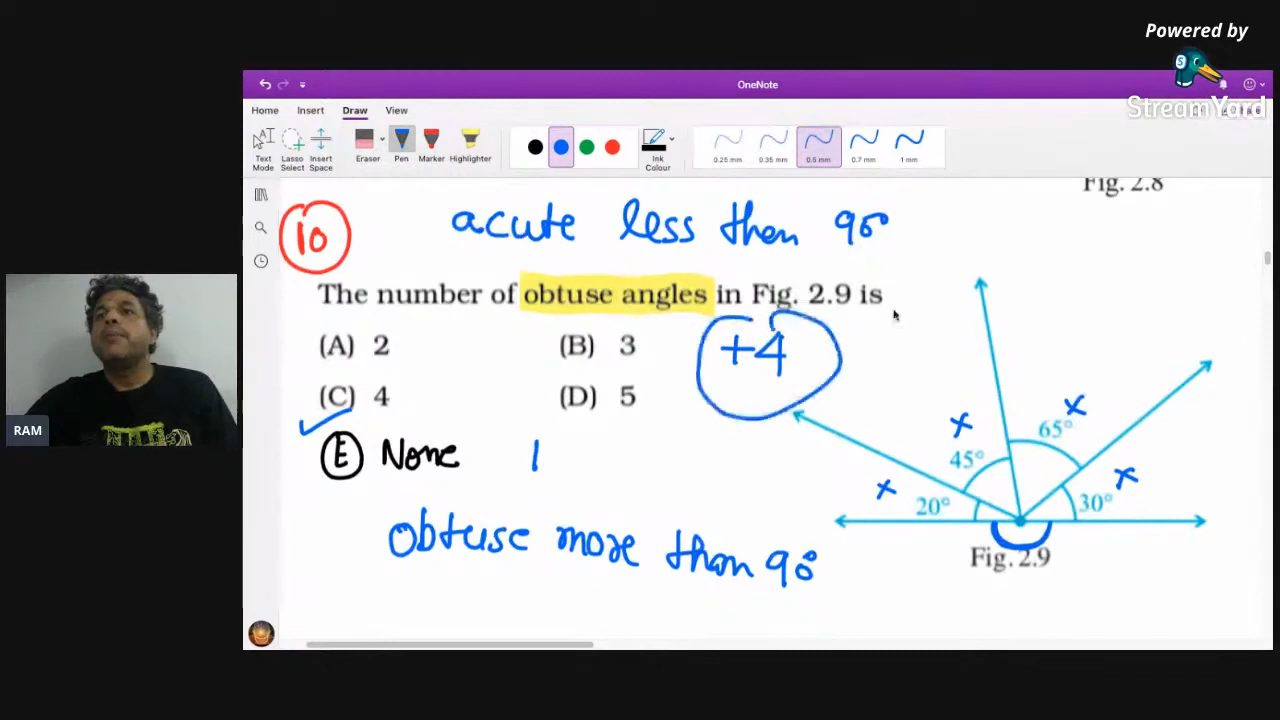 Powered by
StreamYard
OneNote
Home Insert Draw View
Text Mode Lasso Select Insert Space Eraser Pen Marker Highlighter Ink Colour 0.25 mm 0.35 mm 0.5 mm 0.7 mm 1 mm
Fig. 2.8
10 acute less then 90°
The number of obtuse angles in Fig. 2.9 is
(A) 2 (B) 3 +4
(C) 4 (D) 5
(E) None 1
obtuse more than 90°
x x 65°
45° x
x 20° 30°
Fig. 2.9
RAM